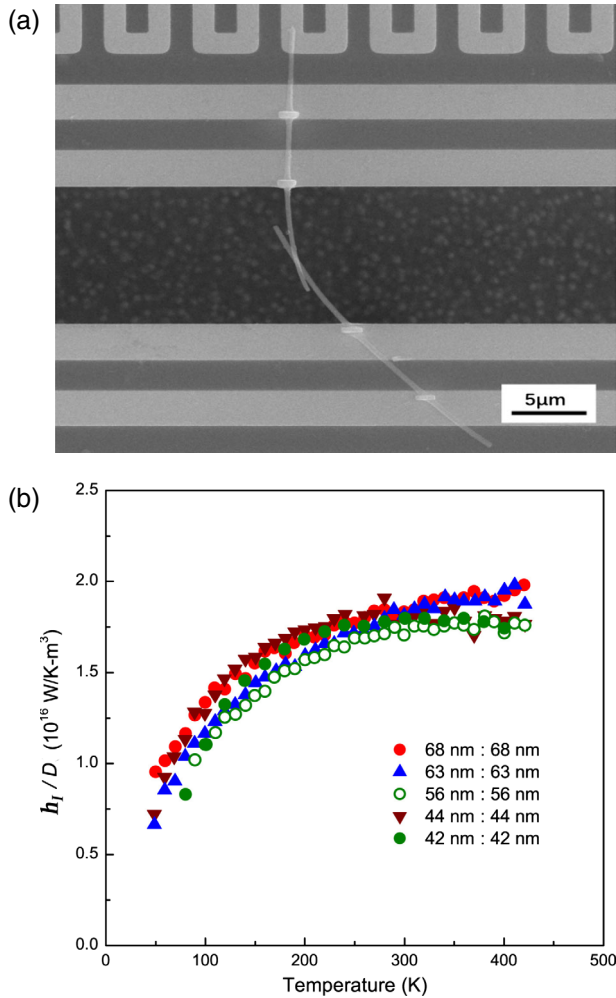 (a)
5μm
(b)
2.5
2.0
1.5
1.0
0.5
0.0
h_I / D (10^16 W/K-m^3)
0 100 200 300 400 500
Temperature (K)
68 nm : 68 nm
63 nm : 63 nm
56 nm : 56 nm
44 nm : 44 nm
42 nm : 42 nm